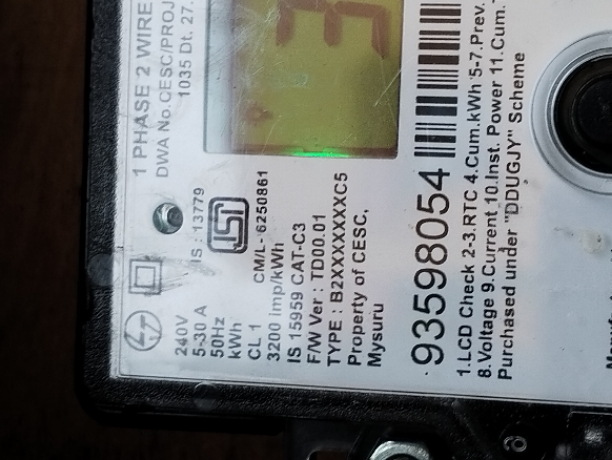 1 PHASE 2 WIRE
DWA No.CESC/PROJ
1035 Dt. 27.
240V
5-30 A
IS : 13779
50Hz
ISI
kWh
CL 1
CM/L - 6250861
3200 imp/kWh
IS 15959 CAT-C3
F/W Ver : TD00.01
TYPE : B2XXXXXXXXC5
Property of CESC,
Mysuru
93598054
1.LCD Check 2-3.RTC 4.Cum.kWh 5-7.Prev.
8.Voltage 9.Current 10.Inst. Power 11.Cum.
Purchased under "DDUGJY" Scheme